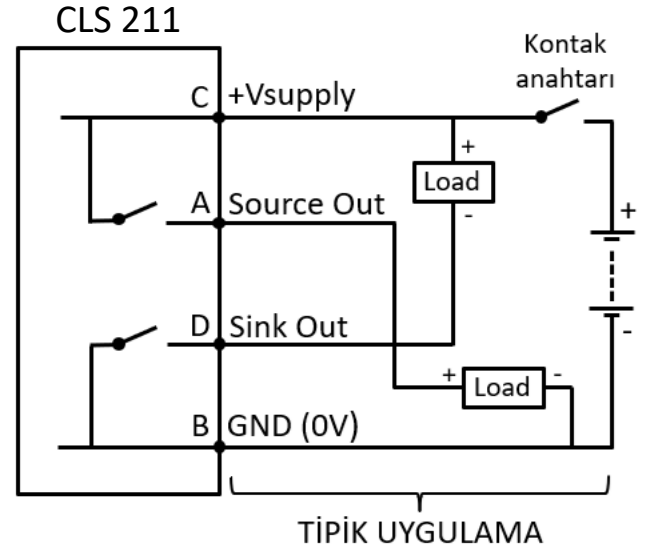 CLS 211
Kontak
anahtarı
C +Vsupply
+
Load
-
A Source Out
+
-
D Sink Out
+ Load -
B GND (0V)
TİPİK UYGULAMA